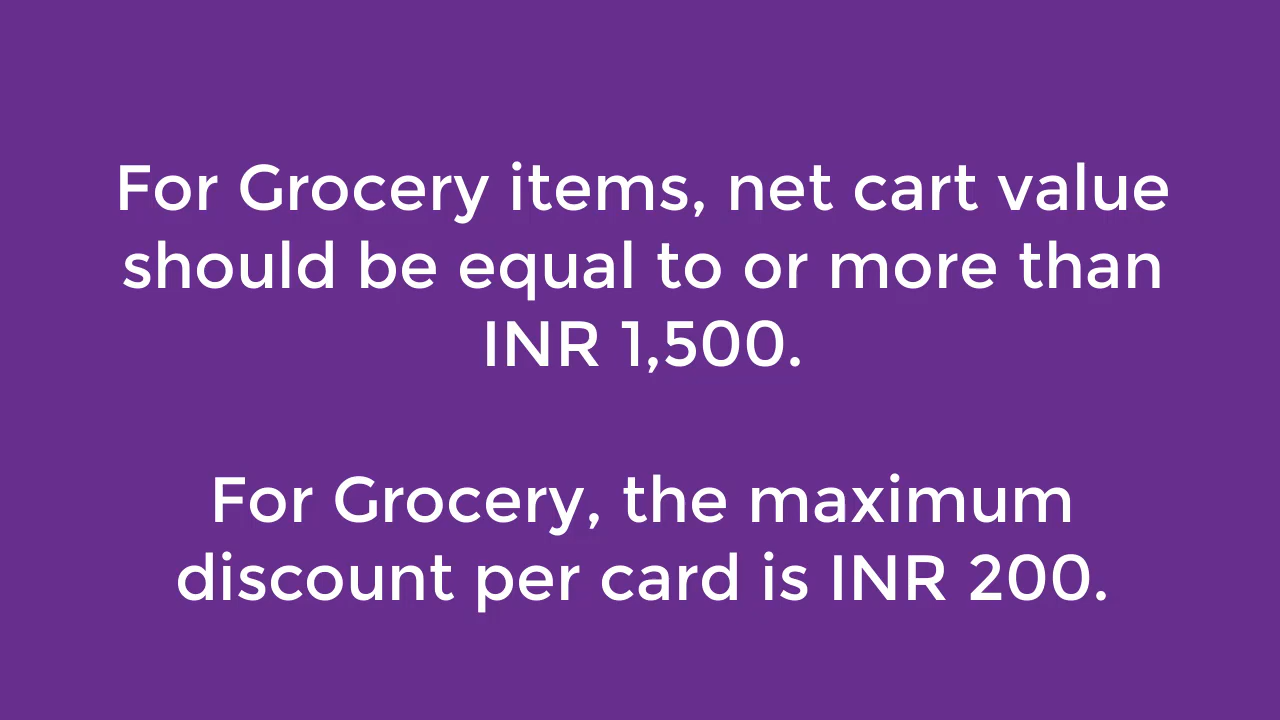 For Grocery items, net cart value
should be equal to or more than
INR 1,500.
For Grocery, the maximum
discount per card is INR 200.